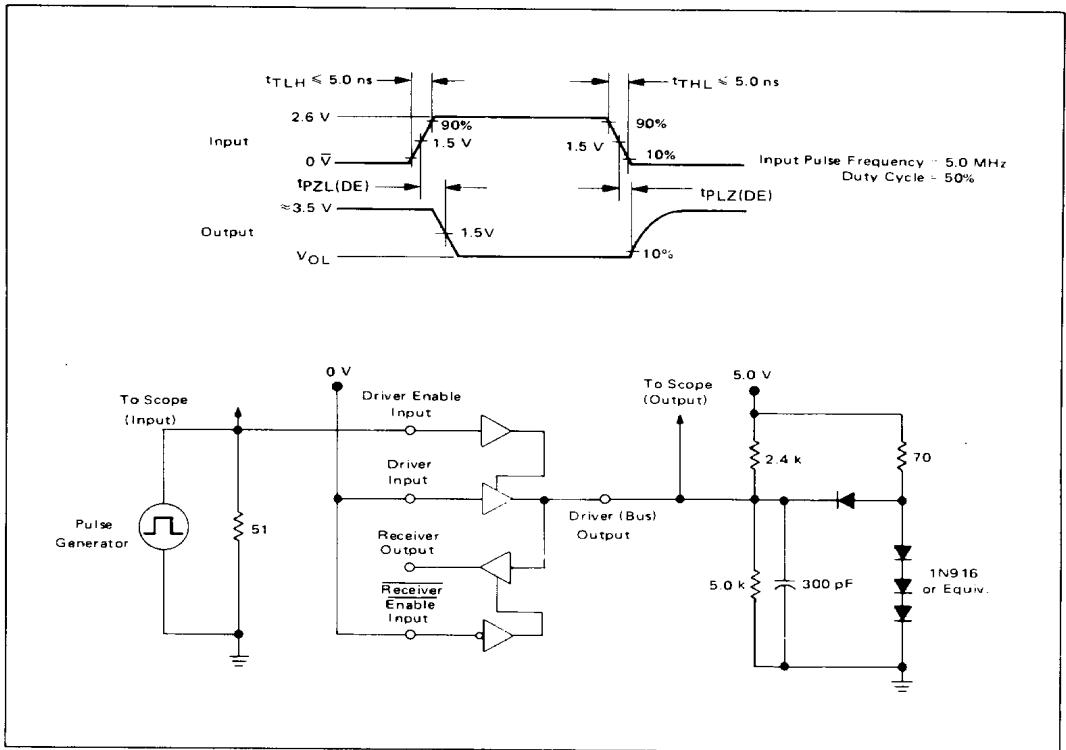 tTLH ≤ 5.0 ns
tTHL ≤ 5.0 ns
2.6 V
90%
90%
Input
1.5 V
1.5 V
0 V
10%
Input Pulse Frequency = 5.0 MHz
Duty Cycle = 50%
tPZL(DE)
tPLZ(DE)
≈3.5 V
Output
1.5V
VOL
10%
0 V
5.0 V
To Scope
(Input)
Driver Enable
Input
To Scope
(Output)
2.4 k
70
Driver
Input
Pulse
Generator
51
Driver (Bus)
Output
Receiver
Output
5.0 k
300 pF
1N916
or Equiv.
Receiver
Enable
Input